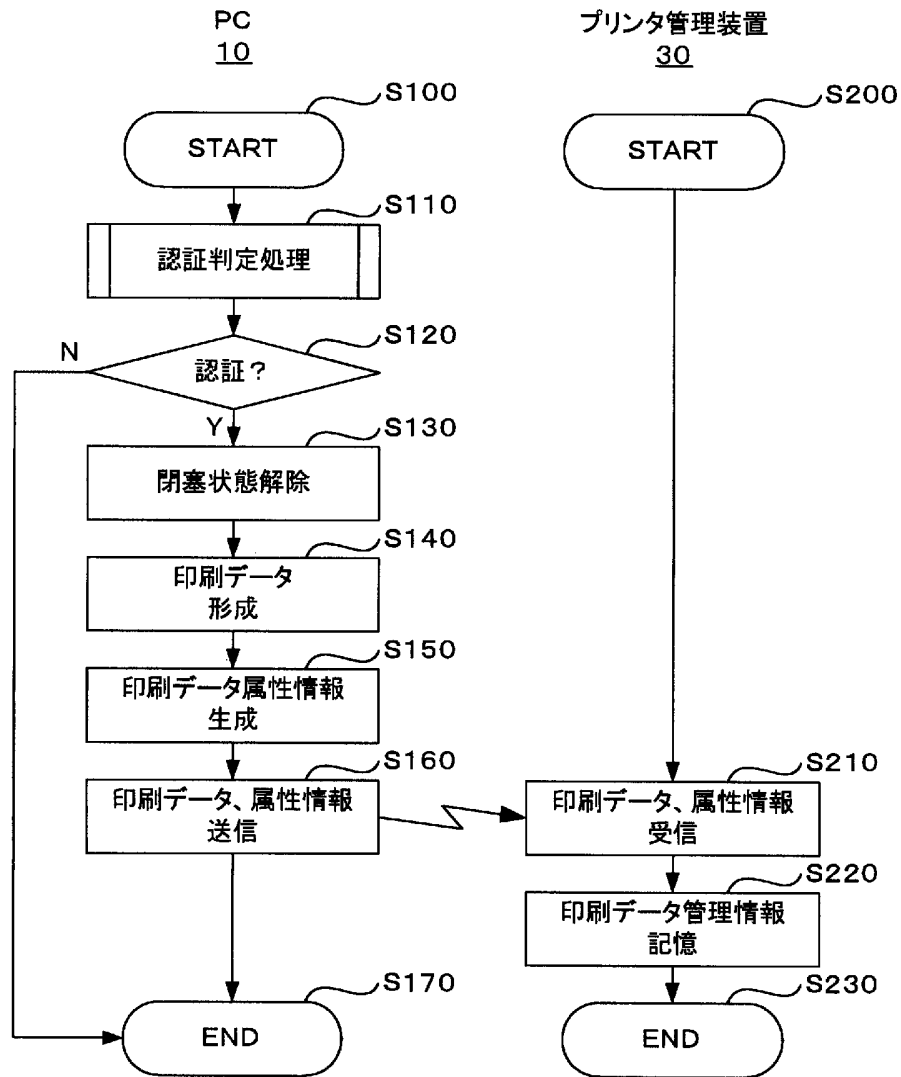 PC
10
プリンタ管理装置
30
S100
START
S110
認証判定処理
S120
認証？
N
Y
S130
閉塞状態解除
S140
印刷データ
形成
S150
印刷データ属性情報
生成
S160
印刷データ、属性情報
送信
S170
END
S200
START
S210
印刷データ、属性情報
受信
S220
印刷データ管理情報
記憶
S230
END